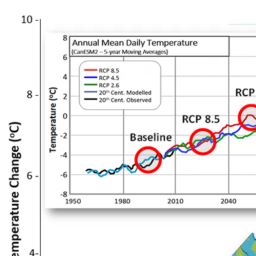 10
8
6
4
emperature Change (°C)
Annual Mean Daily Temperature
(CanESM2 – 5-year Moving Averages)
RCP 8.5
RCP 4.5
RCP 2.6
20th Cent. Modelled
20th Cent. Observed
Temperature (°C)
8
6
4
2
0
-2
-4
-6
-8
1950
1980
2010
2040
Baseline
RCP 8.5
RCP